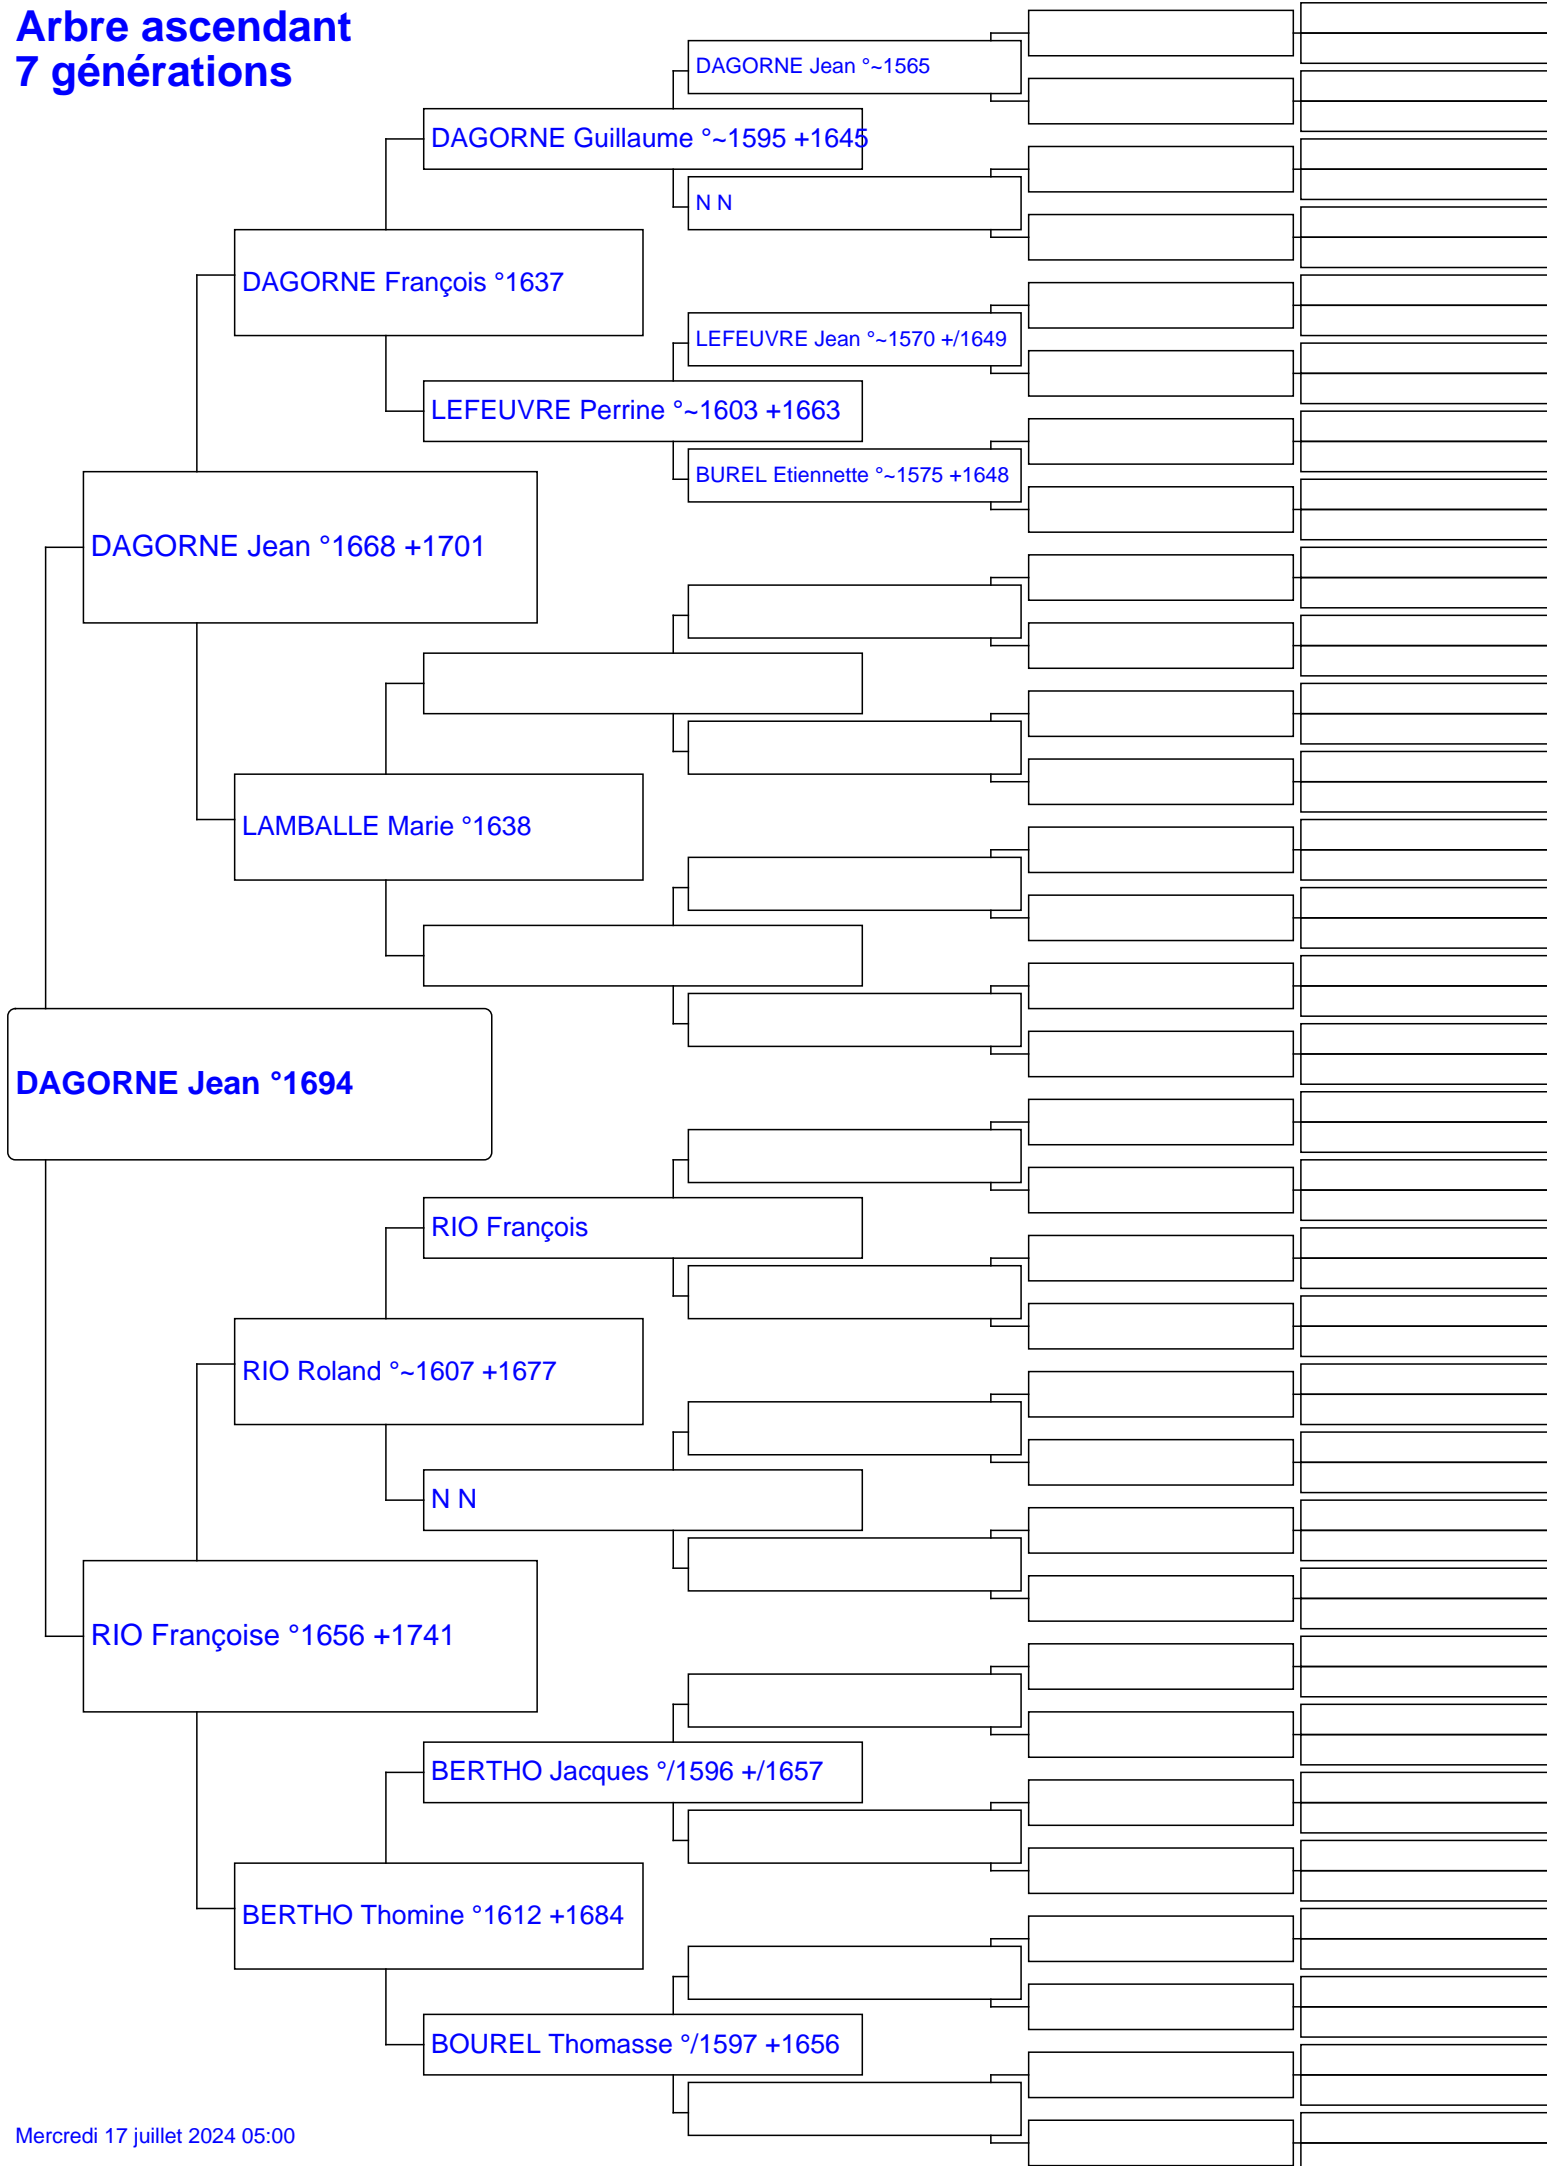 Arbre ascendant
7 générations
DAGORNE Jean °~1565
DAGORNE Guillaume °~1595 +1645
N N
DAGORNE François °1637
LEFEUVRE Jean °~1570 +/1649
LEFEUVRE Perrine °~1603 +1663
BUREL Etiennette °~1575 +1648
DAGORNE Jean °1668 +1701
LAMBALLE Marie °1638
DAGORNE Jean °1694
RIO François
RIO Roland °~1607 +1677
N N
RIO Françoise °1656 +1741
BERTHO Jacques °/1596 +/1657
BERTHO Thomine °1612 +1684
BOUREL Thomasse °/1597 +1656
Mercredi 17 juillet 2024 05:00